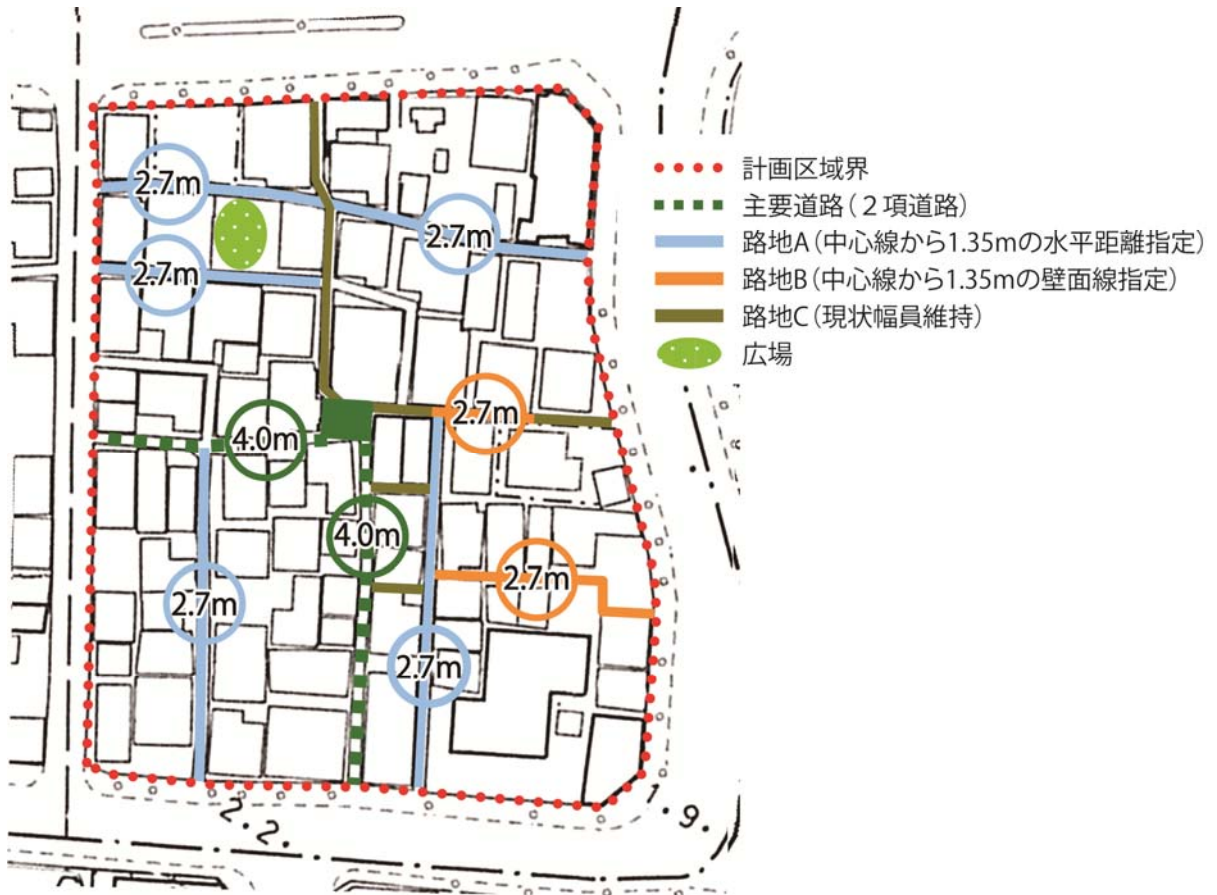 2.7m
2.7m
2.7m
計画区域界
主要道路（２項道路）
路地A（中心線から1.35mの水平距離指定）
路地B（中心線から1.35mの壁面線指定）
路地C（現状幅員維持）
広場
2.7m
4.0m
4.0m
2.7m
2.7m
2.7m
2.2.
1.9.